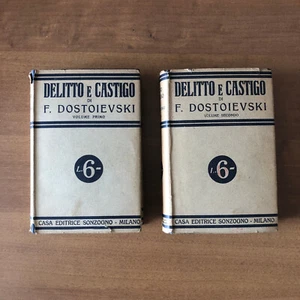 DELITTO E CASTIGO
DI
F. DOSTOIEVSKI
VOLUME PRIMO
L. 6-
CASA EDITRICE SONZOGNO - MILANO
DELITTO E CASTIGO
DI
F. DOSTOIEVSKI
VOLUME SECONDO
L. 6-
CASA EDITRICE SONZOGNO - MILANO